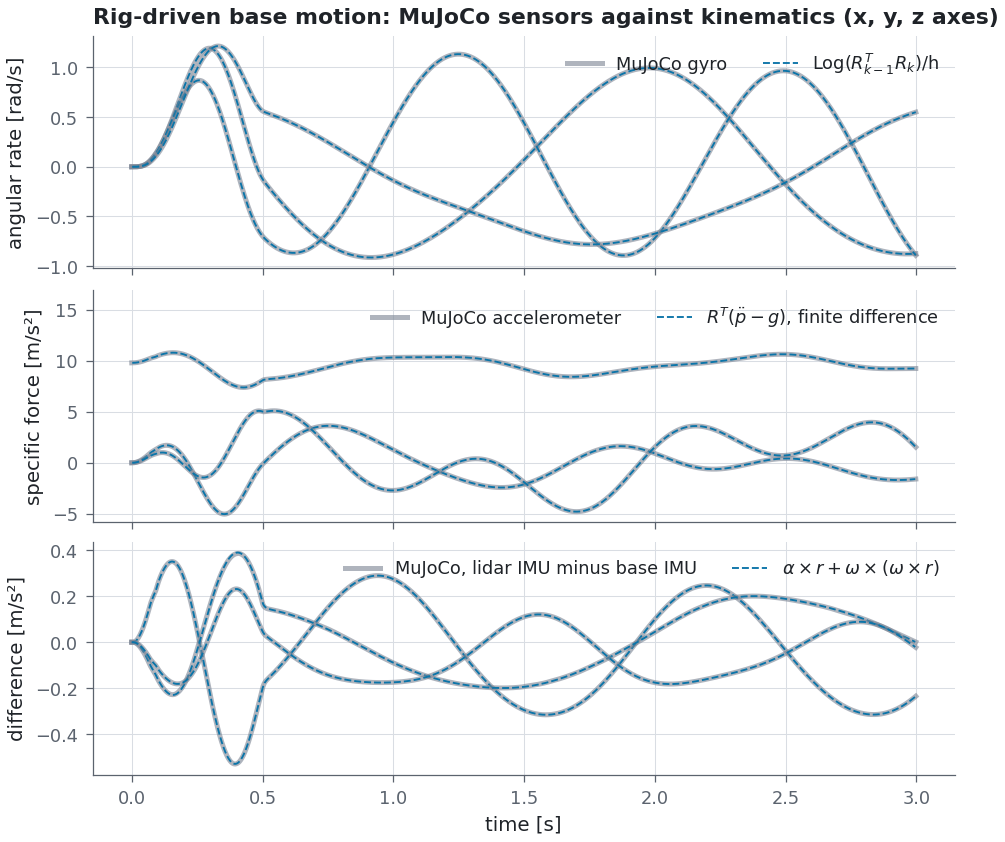 Rig-driven base motion: MuJoCo sensors against kinematics (x, y, z axes)
angular rate [rad/s]
1.0
0.5
0.0
−0.5
−1.0
MuJoCo gyro
Log(R_{k−1}^T R_k)/h
specific force [m/s²]
15
10
5
0
−5
MuJoCo accelerometer
R^T(p̈ − g), finite difference
difference [m/s²]
0.4
0.2
0.0
−0.2
−0.4
MuJoCo, lidar IMU minus base IMU
α × r + ω × (ω × r)
0.0 0.5 1.0 1.5 2.0 2.5 3.0
time [s]